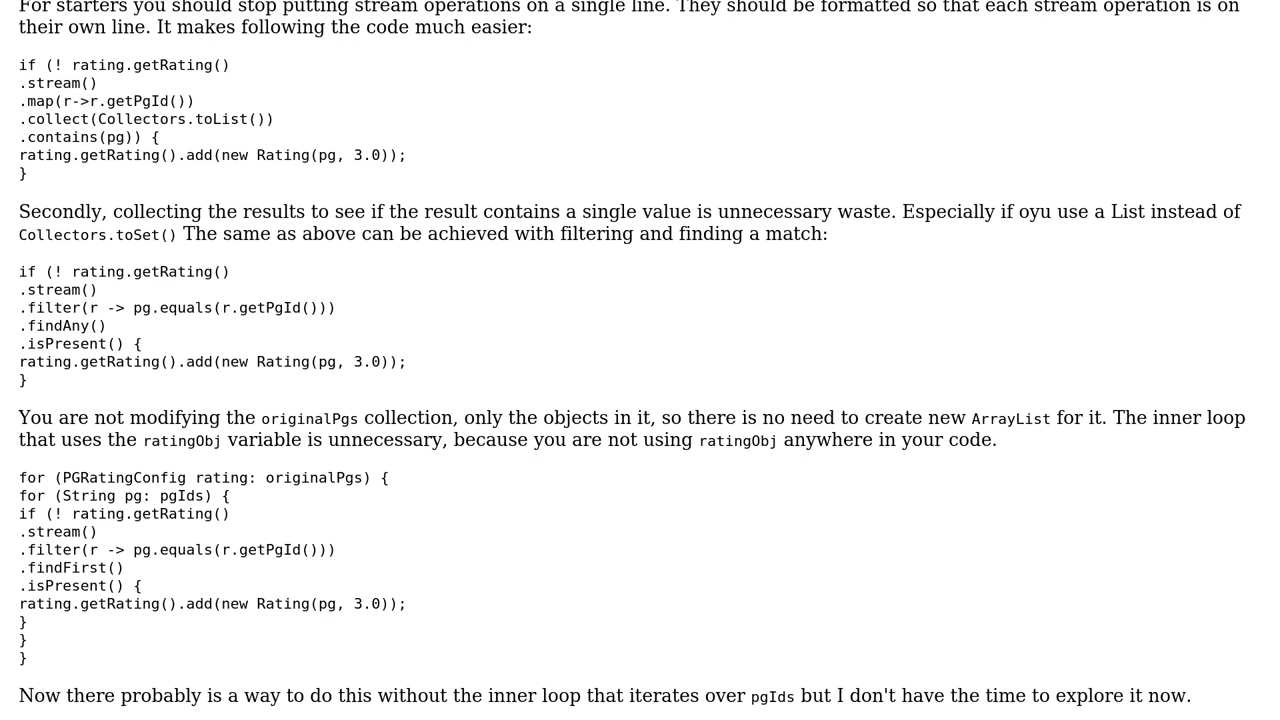 For starters you should stop putting stream operations on a single line. They should be formatted so that each stream operation is on
their own line. It makes following the code much easier:
if (! rating.getRating()
.stream()
.map(r->r.getPgId())
.collect(Collectors.toList())
.contains(pg)) {
rating.getRating().add(new Rating(pg, 3.0));
}
Secondly, collecting the results to see if the result contains a single value is unnecessary waste. Especially if oyu use a List instead of
Collectors.toSet() The same as above can be achieved with filtering and finding a match:
if (! rating.getRating()
.stream()
.filter(r -> pg.equals(r.getPgId()))
.findAny()
.isPresent() {
rating.getRating().add(new Rating(pg, 3.0));
}
You are not modifying the originalPgs collection, only the objects in it, so there is no need to create new ArrayList for it. The inner loop
that uses the ratingObj variable is unnecessary, because you are not using ratingObj anywhere in your code.
for (PGRatingConfig rating: originalPgs) {
for (String pg: pgIds) {
if (! rating.getRating()
.stream()
.filter(r -> pg.equals(r.getPgId()))
.findFirst()
.isPresent() {
rating.getRating().add(new Rating(pg, 3.0));
}
}
}
Now there probably is a way to do this without the inner loop that iterates over pgIds but I don't have the time to explore it now.